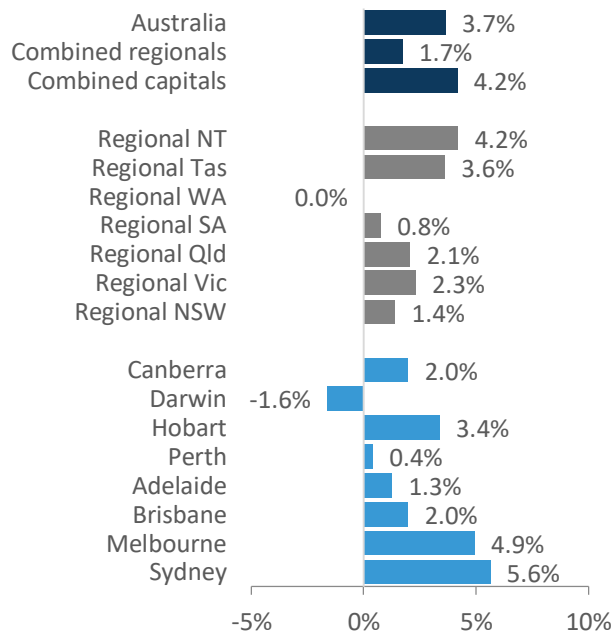 Australia 3.7%
Combined regionals 1.7%
Combined capitals 4.2%
Regional NT 4.2%
Regional Tas 3.6%
Regional WA 0.0%
Regional SA 0.8%
Regional Qld 2.1%
Regional Vic 2.3%
Regional NSW 1.4%
Canberra 2.0%
Darwin -1.6%
Hobart 3.4%
Perth 0.4%
Adelaide 1.3%
Brisbane 2.0%
Melbourne 4.9%
Sydney 5.6%
-5% 0% 5% 10%